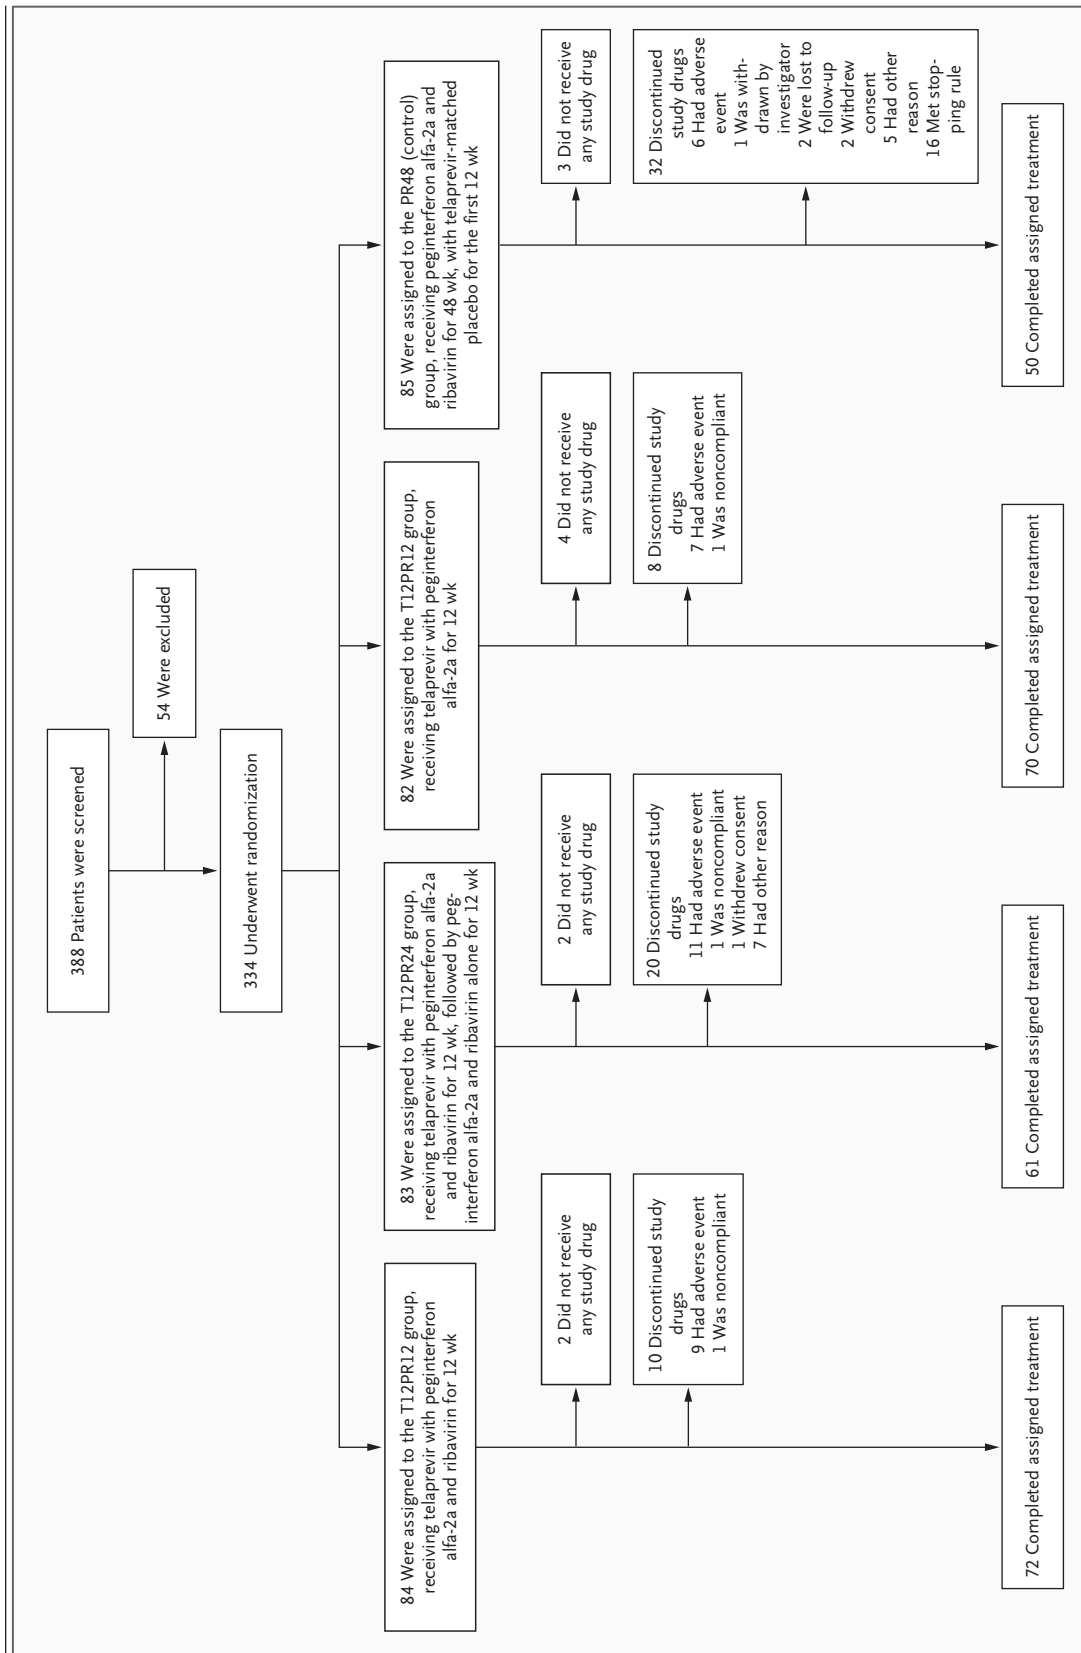 388 Patients were screened
54 Were excluded
334 Underwent randomization
84 Were assigned to the T12PR12 group,
receiving telaprevir with peginterferon
alfa-2a and ribavirin for 12 wk
83 Were assigned to the T12PR24 group,
receiving telaprevir with peginterferon alfa-2a
and ribavirin for 12 wk, followed by peg-
interferon alfa-2a and ribavirin alone for 12 wk
82 Were assigned to the T12PR12 group,
receiving telaprevir with peginterferon
alfa-2a for 12 wk
85 Were assigned to the PR48 (control)
group, receiving peginterferon alfa-2a and
ribavirin for 48 wk, with telaprevir-matched
placebo for the first 12 wk
2 Did not receive
any study drug
2 Did not receive
any study drug
4 Did not receive
any study drug
3 Did not receive
any study drug
10 Discontinued study
drugs
9 Had adverse event
1 Was noncompliant
20 Discontinued study
drugs
11 Had adverse event
1 Was noncompliant
1 Withdrew consent
7 Had other reason
8 Discontinued study
drugs
7 Had adverse event
1 Was noncompliant
32 Discontinued
study drugs
6 Had adverse
event
1 Was with-
drawn by
investigator
2 Were lost to
follow-up
2 Withdrew
consent
5 Had other
reason
16 Met stop-
ping rule
72 Completed assigned treatment
61 Completed assigned treatment
70 Completed assigned treatment
50 Completed assigned treatment